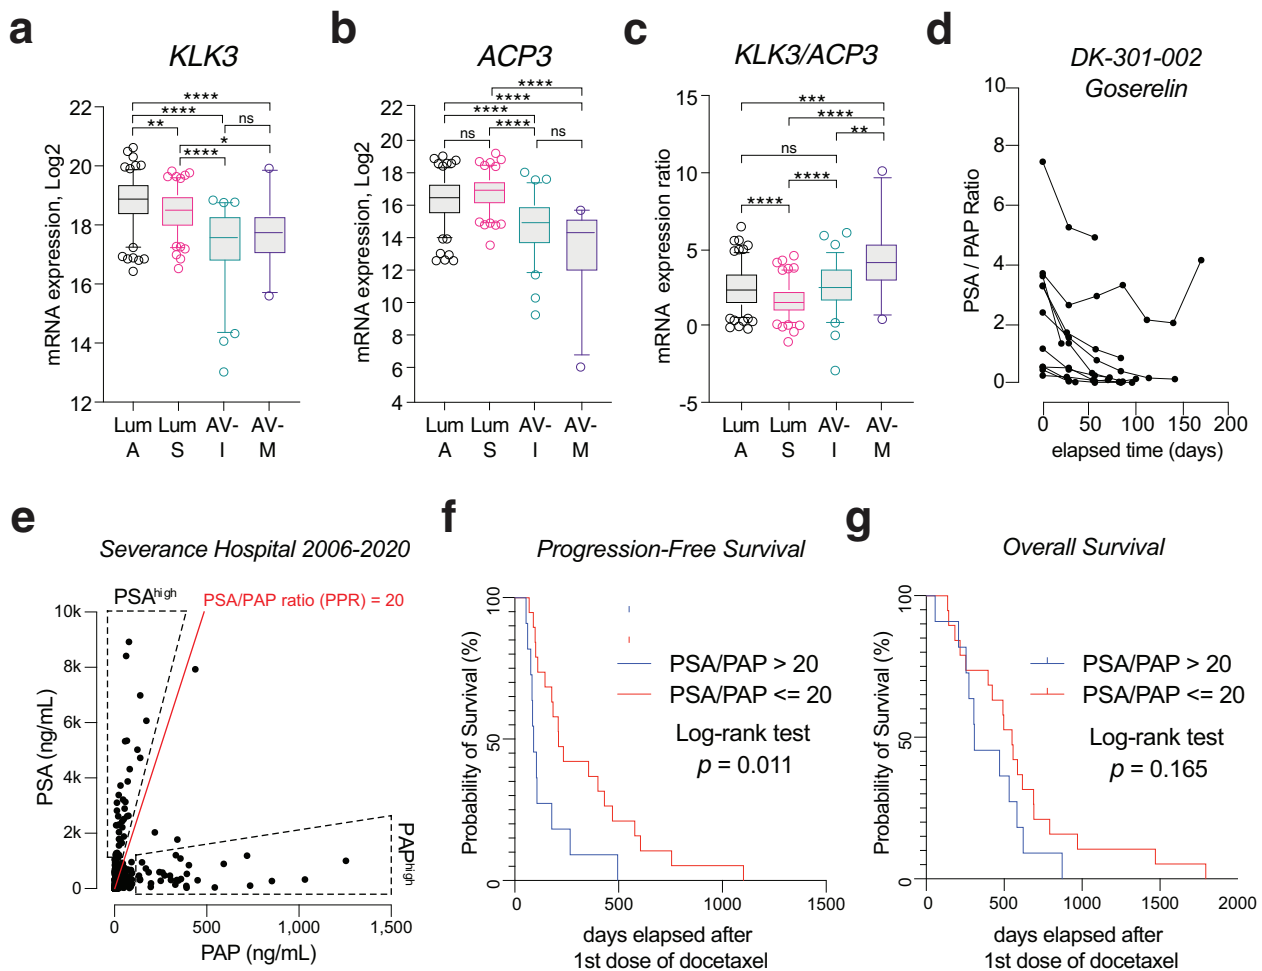 a
KLK3
mRNA expression, Log2
22
20
18
16
14
12
****
****
**
ns
*
****
Lum A
Lum S
AV-I
AV-M
b
ACP3
mRNA expression, Log2
22
20
18
16
14
12
10
8
6
4
****
****
****
****
ns
ns
Lum A
Lum S
AV-I
AV-M
c
KLK3/ACP3
mRNA expression ratio
15
10
5
0
-5
***
****
**
ns
****
****
Lum A
Lum S
AV-I
AV-M
d
DK-301-002
Goserelin
PSA / PAP Ratio
10
8
6
4
2
0
0 50 100 150 200
elapsed time (days)
e
Severance Hospital 2006-2020
PSAhigh
PSA/PAP ratio (PPR) = 20
PSA (ng/mL)
10k
8k
6k
4k
2k
0
PAPhigh
0 500 1,000 1,500
PAP (ng/mL)
f
Progression-Free Survival
Probability of Survival (%)
100
50
0
PSA/PAP > 20
PSA/PAP <= 20
Log-rank test
p = 0.011
0 500 1000 1500
days elapsed after
1st dose of docetaxel
g
Overall Survival
Probability of Survival (%)
100
50
0
PSA/PAP > 20
PSA/PAP <= 20
Log-rank test
p = 0.165
0 500 1000 1500 2000
days elapsed after
1st dose of docetaxel